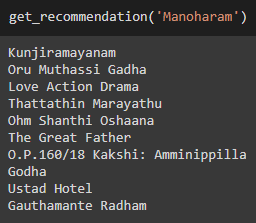 get_recommendation('Manoharam')
Kunjiramayanam
Oru Muthassi Gadha
Love Action Drama
Thattathin Marayathu
Ohm Shanthi Oshaana
The Great Father
O.P.160/18 Kakshi: Amminippilla
Godha
Ustad Hotel
Gauthamante Radham